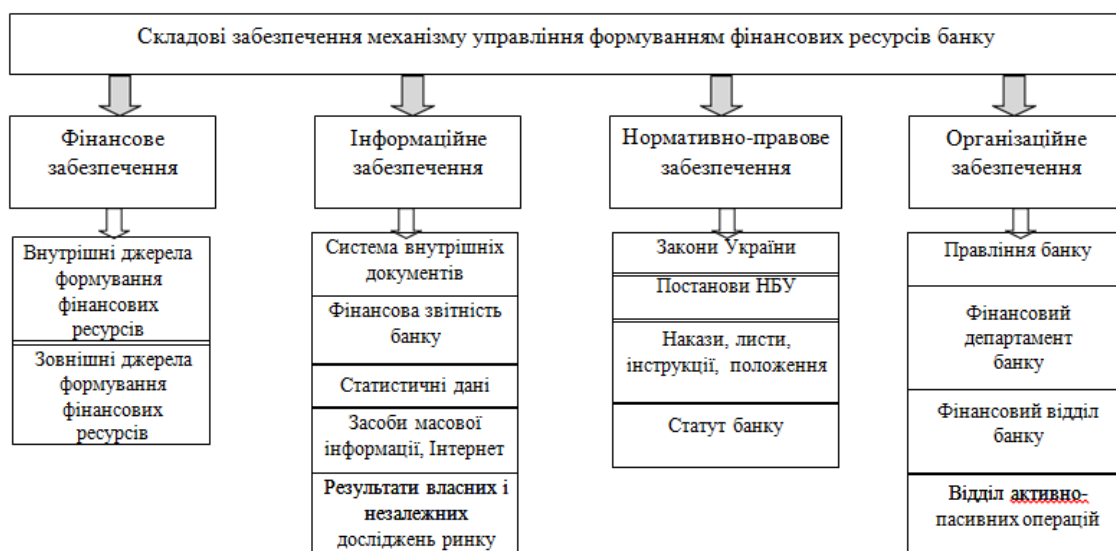 Складові забезпечення механізму управління формуванням фінансових ресурсів банку
Фінансове
забезпечення
Інформаційне
забезпечення
Нормативно-правове
забезпечення
Організаційне
забезпечення
Внутрішні джерела
формування
фінансових
ресурсів
Зовнішні джерела
формування
фінансових
ресурсів
Система внутрішніх
документів
Фінансова звітність
банку
Статистичні дані
Засоби масової
інформації, Інтернет
Результати власних і
незалежних
досліджень ринку
Закони України
Постанови НБУ
Накази, листи,
інструкції, положення
Статут банку
Правління банку
Фінансовий
департамент
банку
Фінансовий відділ
банку
Відділ активно-
пасивних операцій